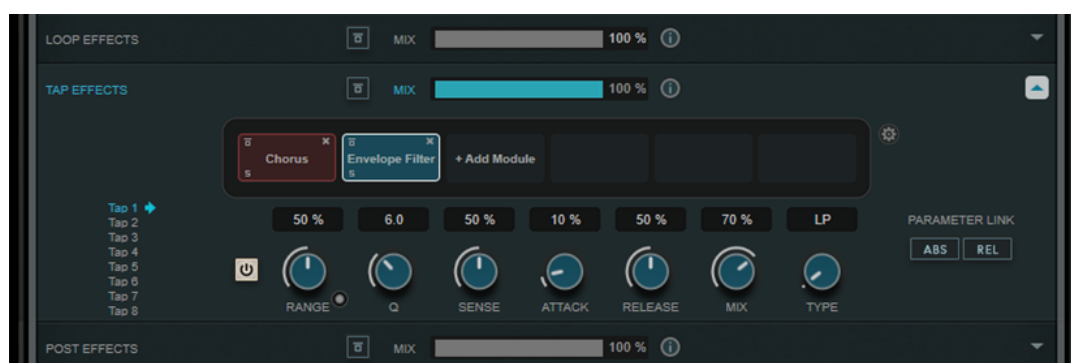 LOOP EFFECTS MIX 100 %
TAP EFFECTS MIX 100 %
Chorus S
Envelope Filter S
+ Add Module
Tap 1
Tap 2
Tap 3
Tap 4
Tap 5
Tap 6
Tap 7
Tap 8
50 % 6.0 50 % 10 % 50 % 70 % LP
RANGE Q SENSE ATTACK RELEASE MIX TYPE
PARAMETER LINK
ABS REL
POST EFFECTS MIX 100 %